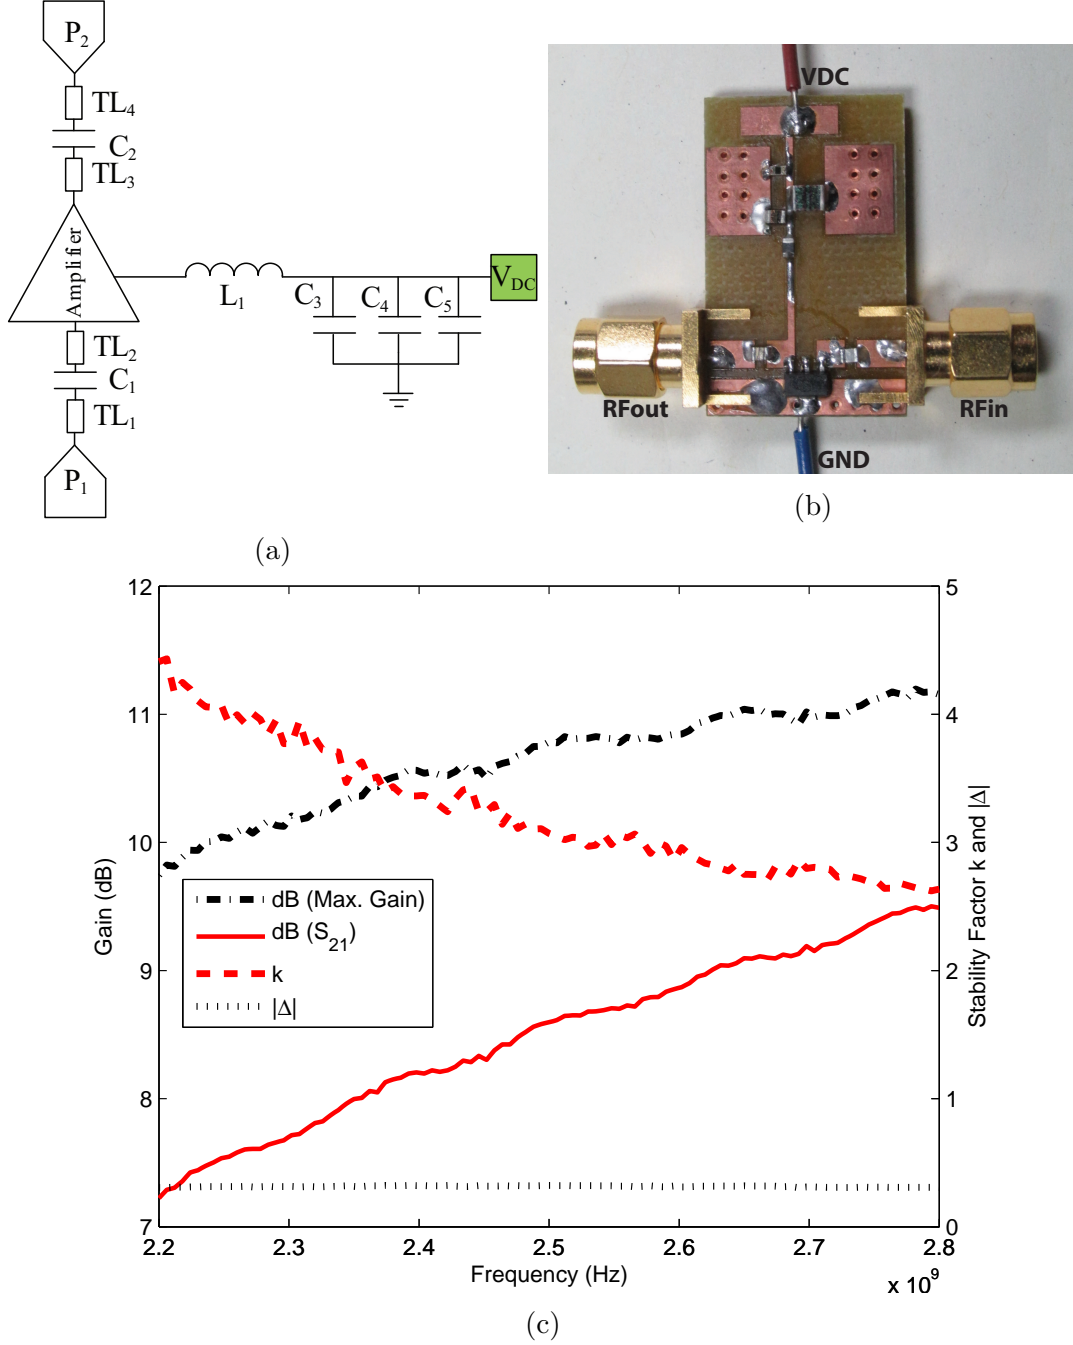 P2
TL4
C2
TL3
Amplifier
L1
C3
C4
C5
VDC
TL2
C1
TL1
P1
(a)
VDC
RFout
RFin
GND
(b)
12
11
10
9
8
7
Gain (dB)
5
4
3
2
1
0
Stability Factor k and |Δ|
dB (Max. Gain)
dB (S21)
k
|Δ|
2.2 2.3 2.4 2.5 2.6 2.7 2.8
Frequency (Hz)
x 10^9
(c)